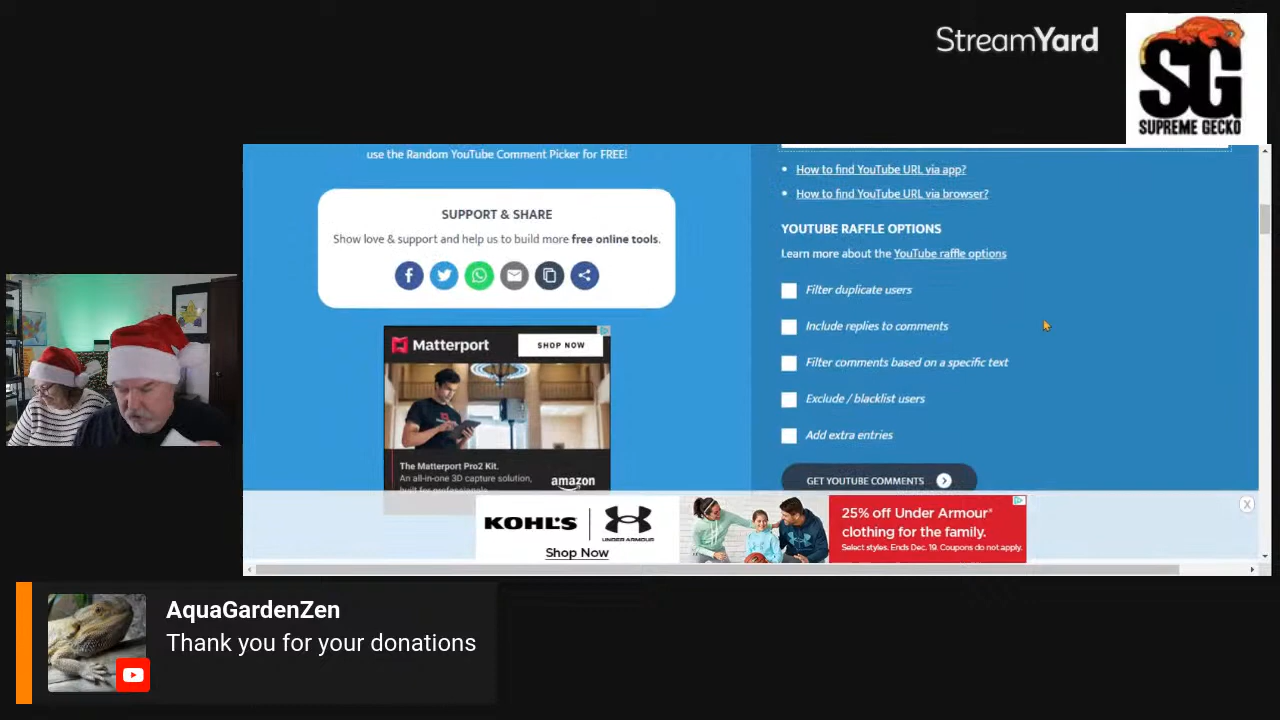 StreamYard
SG
SUPREME GECKO
use the Random YouTube Comment Picker for FREE!
SUPPORT & SHARE
Show love & support and help us to build more free online tools.
Matterport
SHOP NOW
The Matterport Pro2 Kit.
An all-in-one 3D capture solution,
built for professionals.
amazon
How to find YouTube URL via app?
How to find YouTube URL via browser?
YOUTUBE RAFFLE OPTIONS
Learn more about the YouTube raffle options
Filter duplicate users
Include replies to comments
Filter comments based on a specific text
Exclude / blacklist users
Add extra entries
GET YOUTUBE COMMENTS
KOHL'S
UNDER ARMOUR
Shop Now
25% off Under Armour®
clothing for the family.
Select styles. Ends Dec. 19. Coupons do not apply.
X
AquaGardenZen
Thank you for your donations